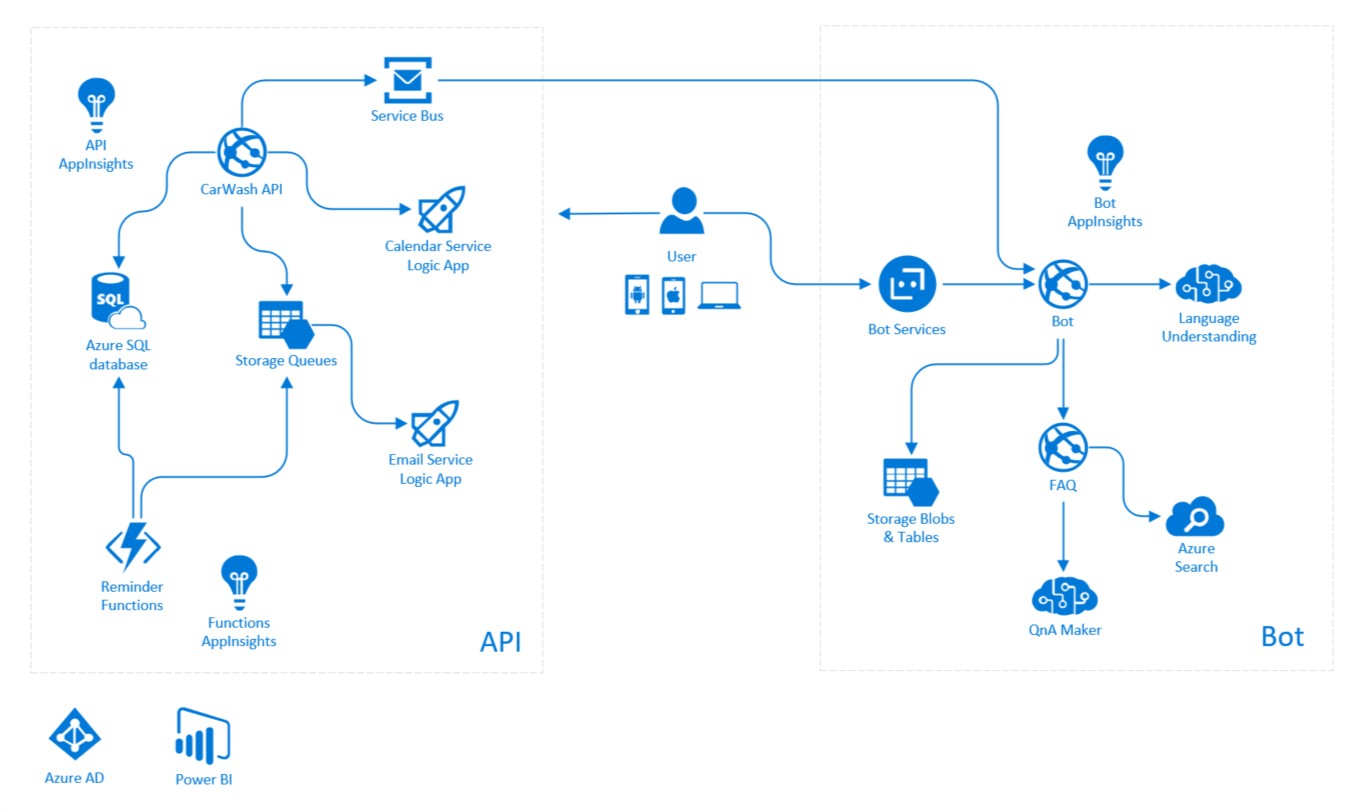 Service Bus
API
AppInsights
CarWash API
Calendar Service
Logic App
SQL
Azure SQL
database
Storage Queues
Email Service
Logic App
Reminder
Functions
Functions
AppInsights
API
User
Bot
AppInsights
Bot Services
Bot
Language
Understanding
Storage Blobs
& Tables
FAQ
Azure
Search
QnA Maker
Bot
Azure AD
Power BI